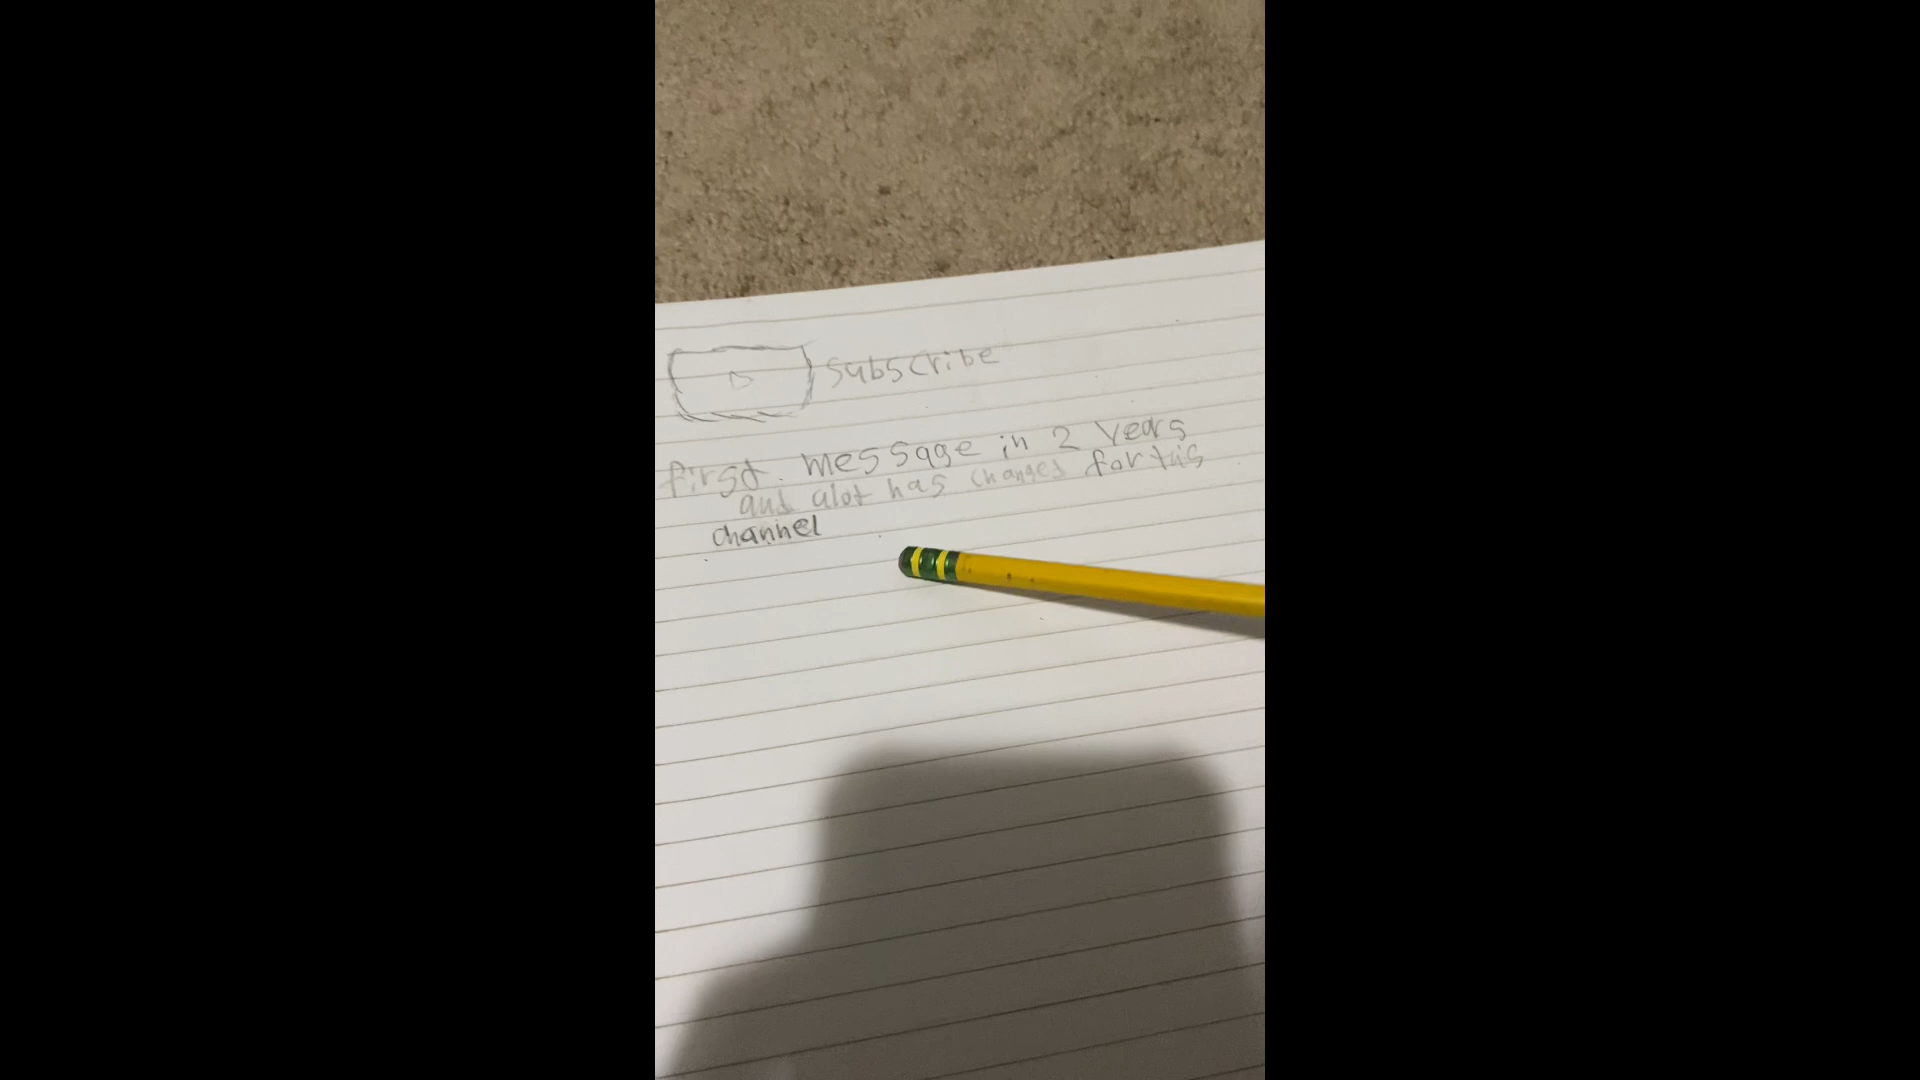 subscribe
first message in 2 years
and alot has changes for this
channel